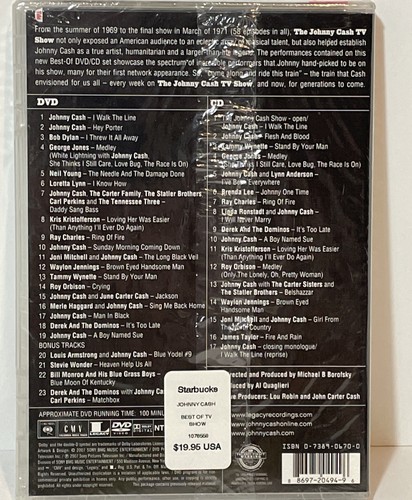 From the summer of 1969 to the final show in March of 1971 (58 episodes in all), The Johnny Cash TV
Show not only exposed an American audience to an eclectic musical talent, but also helped establish
Johnny Cash as a true artist, humanitarian and a larger than The performances contained on this
new Best-Of DVD/CD set showcase the spectrum of incredible performers that Johnny hand-picked to be on
his show, many for their first network appearance. So, "come along and ride this train" – the train that Cash
envisioned for us all – every week on The Johnny Cash TV Show, and now, for generations to come.
DVD
1 Johnny Cash – I Walk The Line
2 Johnny Cash – Hey Porter
3 Bob Dylan – I Threw It All Away
4 George Jones – Medley
(White Lightning with Johnny Cash,
She Thinks I Still Care, Love Bug, The Race Is On)
5 Neil Young – The Needle And The Damage Done
6 Loretta Lynn – I Know How
7 Johnny Cash, The Carter Family, The Statler Brothers
Carl Perkins and The Tennessee Three –
Daddy Sang Bass
8 Kris Kristofferson – Loving Her Was Easier
(Than Anything I'll Ever Do Again)
9 Ray Charles – Ring Of Fire
10 Johnny Cash – Sunday Morning Coming Down
11 Joni Mitchell and Johnny Cash – The Long Black Veil
12 Waylon Jennings – Brown Eyed Handsome Man
13 Tammy Wynette – Stand By Your Man
14 Roy Orbison – Crying
15 Johnny Cash and June Carter Cash – Jackson
16 Merle Haggard and Johnny Cash – Sing Me Back Home
17 Johnny Cash – Man In Black
18 Derek And The Dominos – It's Too Late
19 Johnny Cash – A Boy Named Sue
BONUS TRACKS
20 Louis Armstrong and Johnny Cash – Blue Yodel #9
21 Stevie Wonder – Heaven Help Us All
22 Bill Monroe And His Blue Grass Boys –
Blue Moon Of Kentucky
23 Derek And The Dominos with Johnny Cash
Carl Perkins – Matchbox
CD
1 The Johnny Cash Show - open/
Johnny Cash – I Walk The Line
2 Johnny Cash – Flesh And Blood
3 Tammy Wynette – Stand By Your Man
4 George Jones – Medley
(She Thinks I Still Care, Love Bug, The Race Is On)
5 Johnny Cash and Lynn Anderson –
I've Been Everywhere
6 Brenda Lee – Johnny One Time
7 Ray Charles – Ring Of Fire
8 Linda Ronstadt and Johnny Cash –
I Never Will Marry
9 Derek And The Dominos – It's Too Late
10 Johnny Cash – A Boy Named Sue
11 Kris Kristofferson – Loving Her Was Easier
(Than Anything I'll Ever Do Again)
12 Roy Orbison – Medley
(Only The Lonely, Oh, Pretty Woman)
13 Johnny Cash with The Carter Sisters and
The Statler Brothers – Belshazzar
14 Waylon Jennings – Brown Eyed
Handsome Man
15 Joni Mitchell and Johnny Cash – Girl From
The North Country
16 James Taylor – Fire And Rain
17 Johnny Cash – closing monologue/
I Walk The Line (reprise)
Directed and Produced by Michael B Borofsky
Produced by Al Quaglieri
Executive Producers: Lou Robin and John Carter Cash
APPROXIMATE DVD RUNNING TIME: 100 MIN
CMV
LEGACY
DVD
Starbucks
JOHNNY CASH
BEST OF TV
SHOW
$19.95 USA
www.legacyrecordings.com
www.johnnycash.com
www.johnnycashonline.com
ISBN 0-7389-0670-0
8 8697-20494-9 6